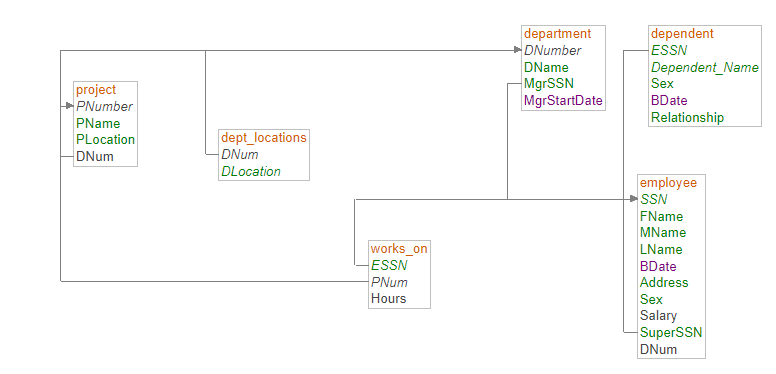 department
DNumber
DName
MgrSSN
MgrStartDate
dependent
ESSN
Dependent_Name
Sex
BDate
Relationship
project
PNumber
PName
PLocation
DNum
dept_locations
DNum
DLocation
employee
SSN
FName
MName
LName
BDate
Address
Sex
Salary
SuperSSN
DNum
works_on
ESSN
PNum
Hours